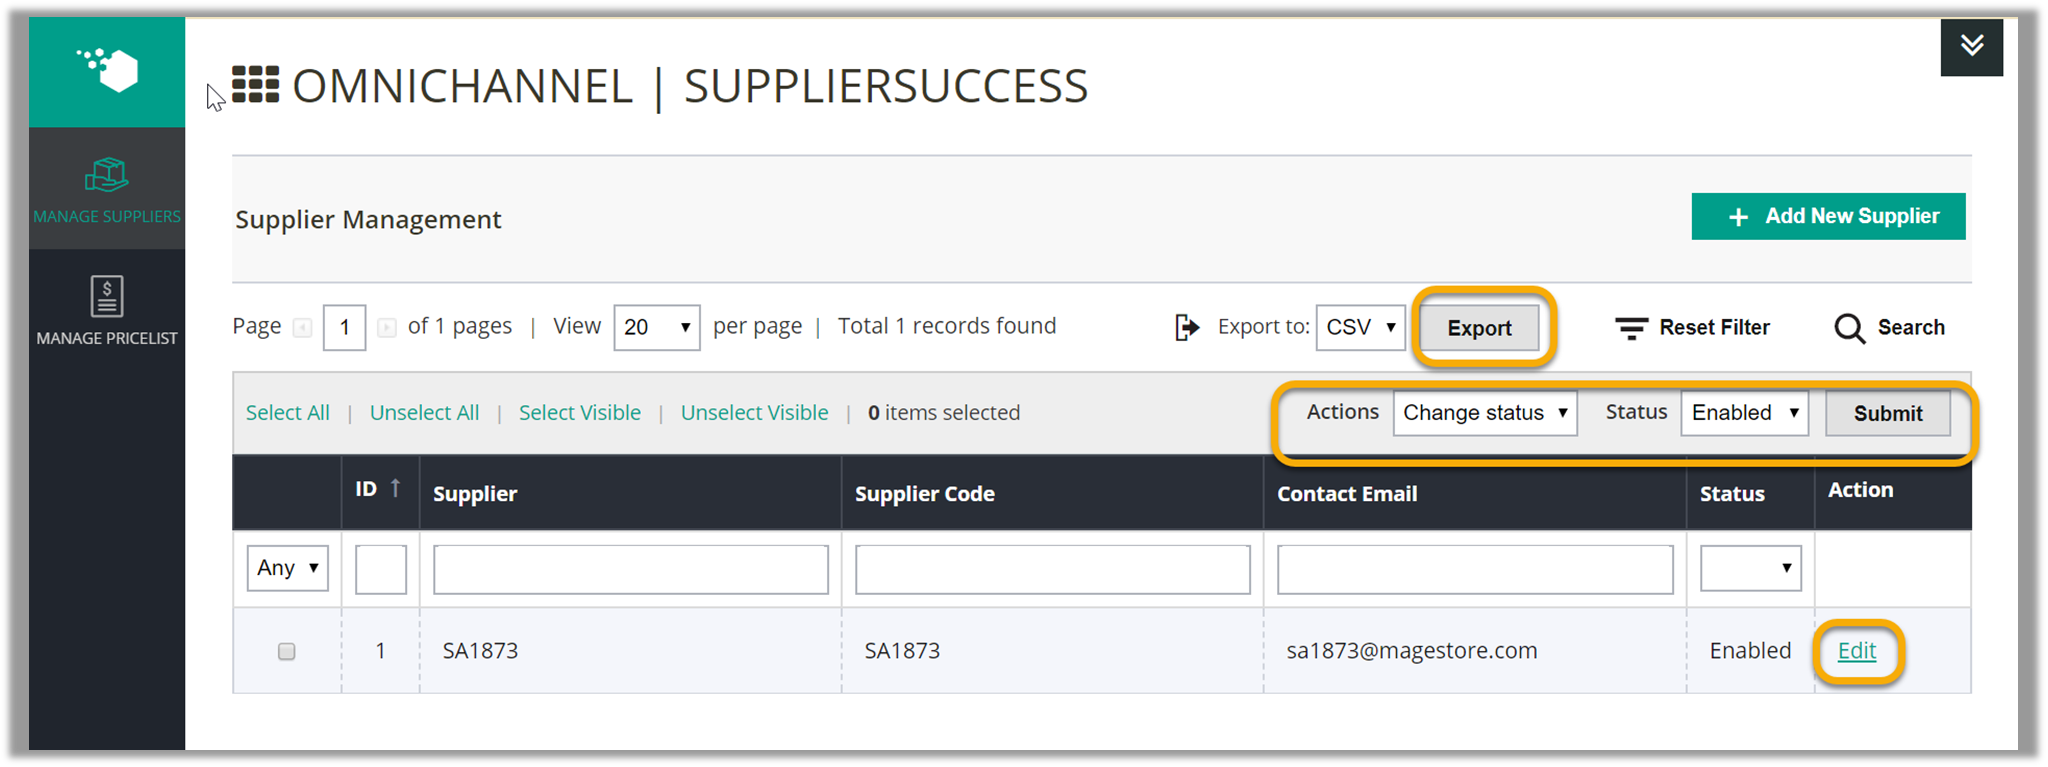 OMNICHANNEL | SUPPLIERSUCCESS
MANAGE SUPPLIERS
MANAGE PRICELIST
Supplier Management
+ Add New Supplier
Page 1 of 1 pages | View 20 per page | Total 1 records found Export to: CSV Export Reset Filter Search
Select All | Unselect All | Select Visible | Unselect Visible | 0 items selected Actions Change status Status Enabled Submit
ID ↑ Supplier Supplier Code Contact Email Status Action
Any
1 SA1873 SA1873 sa1873@magestore.com Enabled Edit